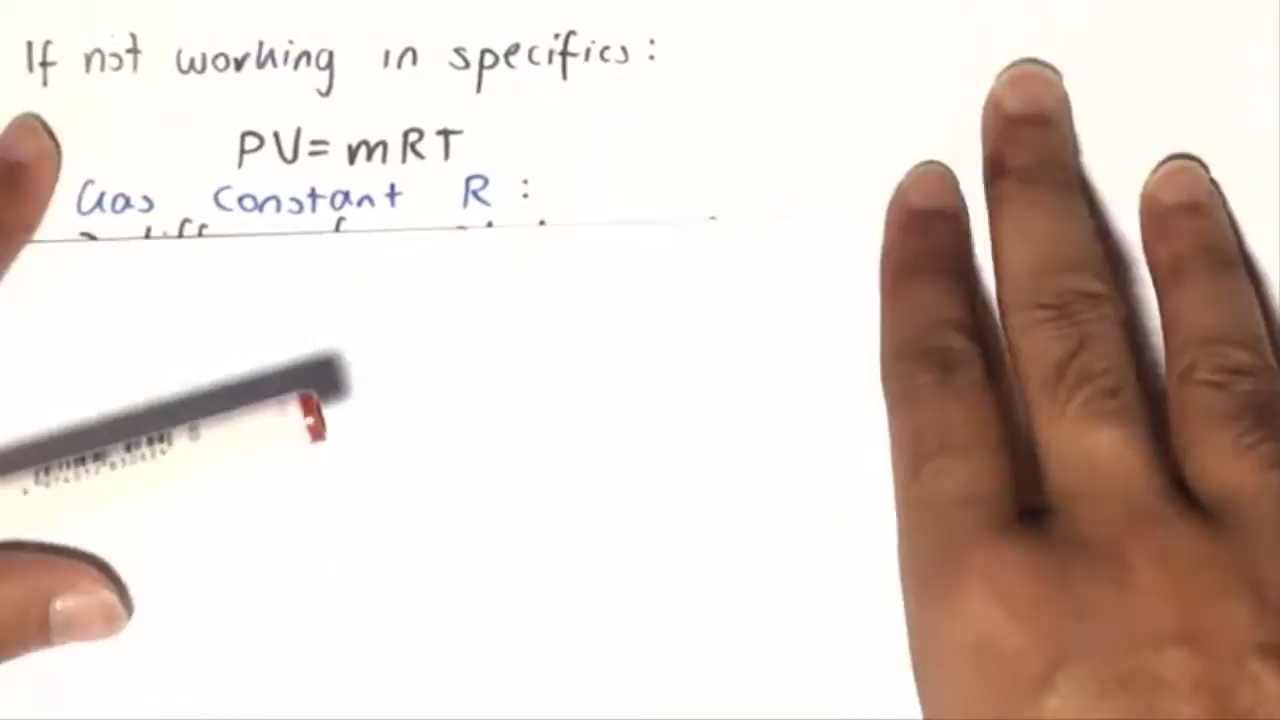 If not working in specifics:
PV = mRT
Gas Constant R: